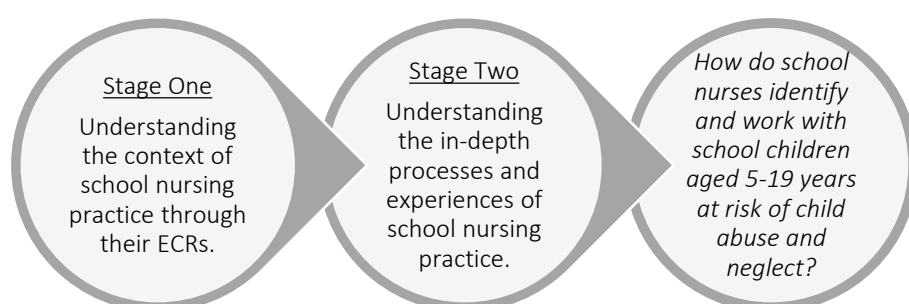 Stage One
Understanding
the context of
school nursing
practice through
their ECRs.
Stage Two
Understanding
the in-depth
processes and
experiences of
school nursing
practice.
How do school
nurses identify
and work with
school children
aged 5-19 years
at risk of child
abuse and
neglect?